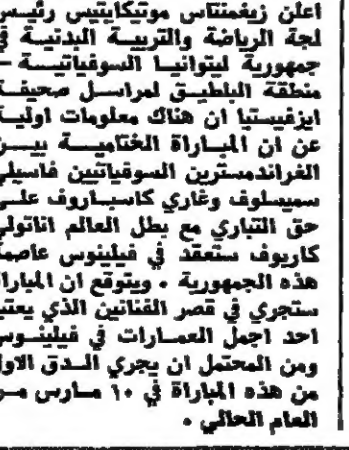 اعلن زيغمنتاس موتيكايتيس رئيس
لجة الرياضة والتربية البدنية في
جمهورية ليتوانيا السوفياتية –
منطقة البلطيق لمراسل صحيفة
ايزفيستيا ان هناك معلومات اولية
عن ان المباراة الختامية بين
الغراندمسترين السوفياتيين فاسيلي
سميسلوف وغاري كاسباروف على
حق التباري مع بطل العالم اناتولي
كاربوف ستعقد في فيلينوس عاصمة
هذه الجمهورية ٠ ويتوقع ان المباراة
ستجري في قصر الفنانين الذي يعتبر
احد اجمل العمارات في فيلينوس
ومن المحتمل ان يجري الدق الاول
من هذه المباراة في ١٠ مارس من
العام الحالي ٠